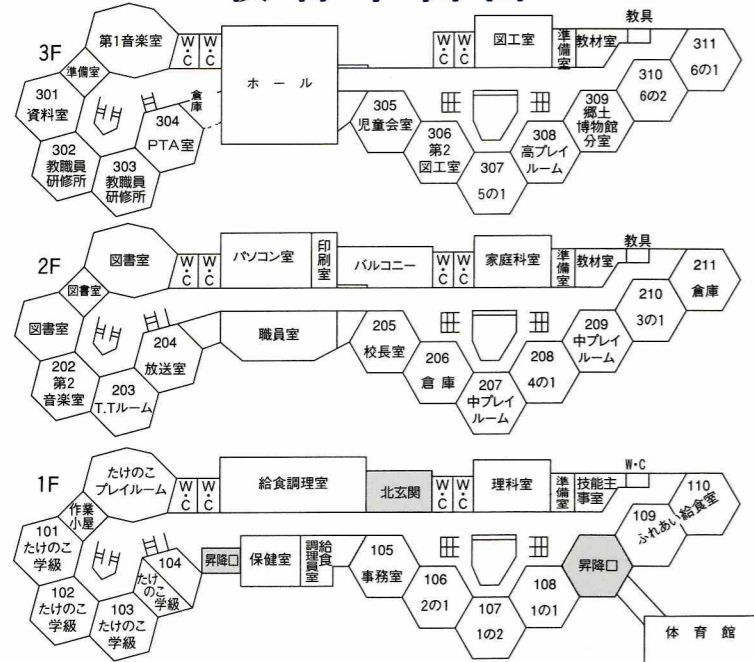 3F
第1音楽室
W・C
W・C
ホール
W・C
W・C
図工室
準備室
教材室
教具
311
6の1
310
6の2
309
郷土
博物館
分室
308
高プレイ
ルーム
307
5の1
306
第2
図工室
305
児童会室
倉庫
304
PTA室
303
教職員
研修所
302
教職員
研修所
301
資料室
準備室
2F
図書室
W・C
W・C
パソコン室
印刷室
バルコニー
W・C
W・C
家庭科室
準備室
教材室
教具
211
倉庫
210
3の1
209
中プレイ
ルーム
208
4の1
207
中プレイ
ルーム
206
倉庫
205
校長室
職員室
204
放送室
203
T.Tルーム
202
第2
音楽室
図書室
図書室
1F
たけのこ
プレイルーム
W・C
W・C
給食調理室
北玄関
W・C
W・C
理科室
準備室
技能主
事室
W・C
110
109
ふれあい給食室
昇降口
108
1の1
107
1の2
106
2の1
105
事務室
給食
調理員室
保健室
昇降口
104
たけ
のこ
学級
103
たけのこ
学級
102
たけのこ
学級
101
たけのこ
学級
作業
小屋
体育館